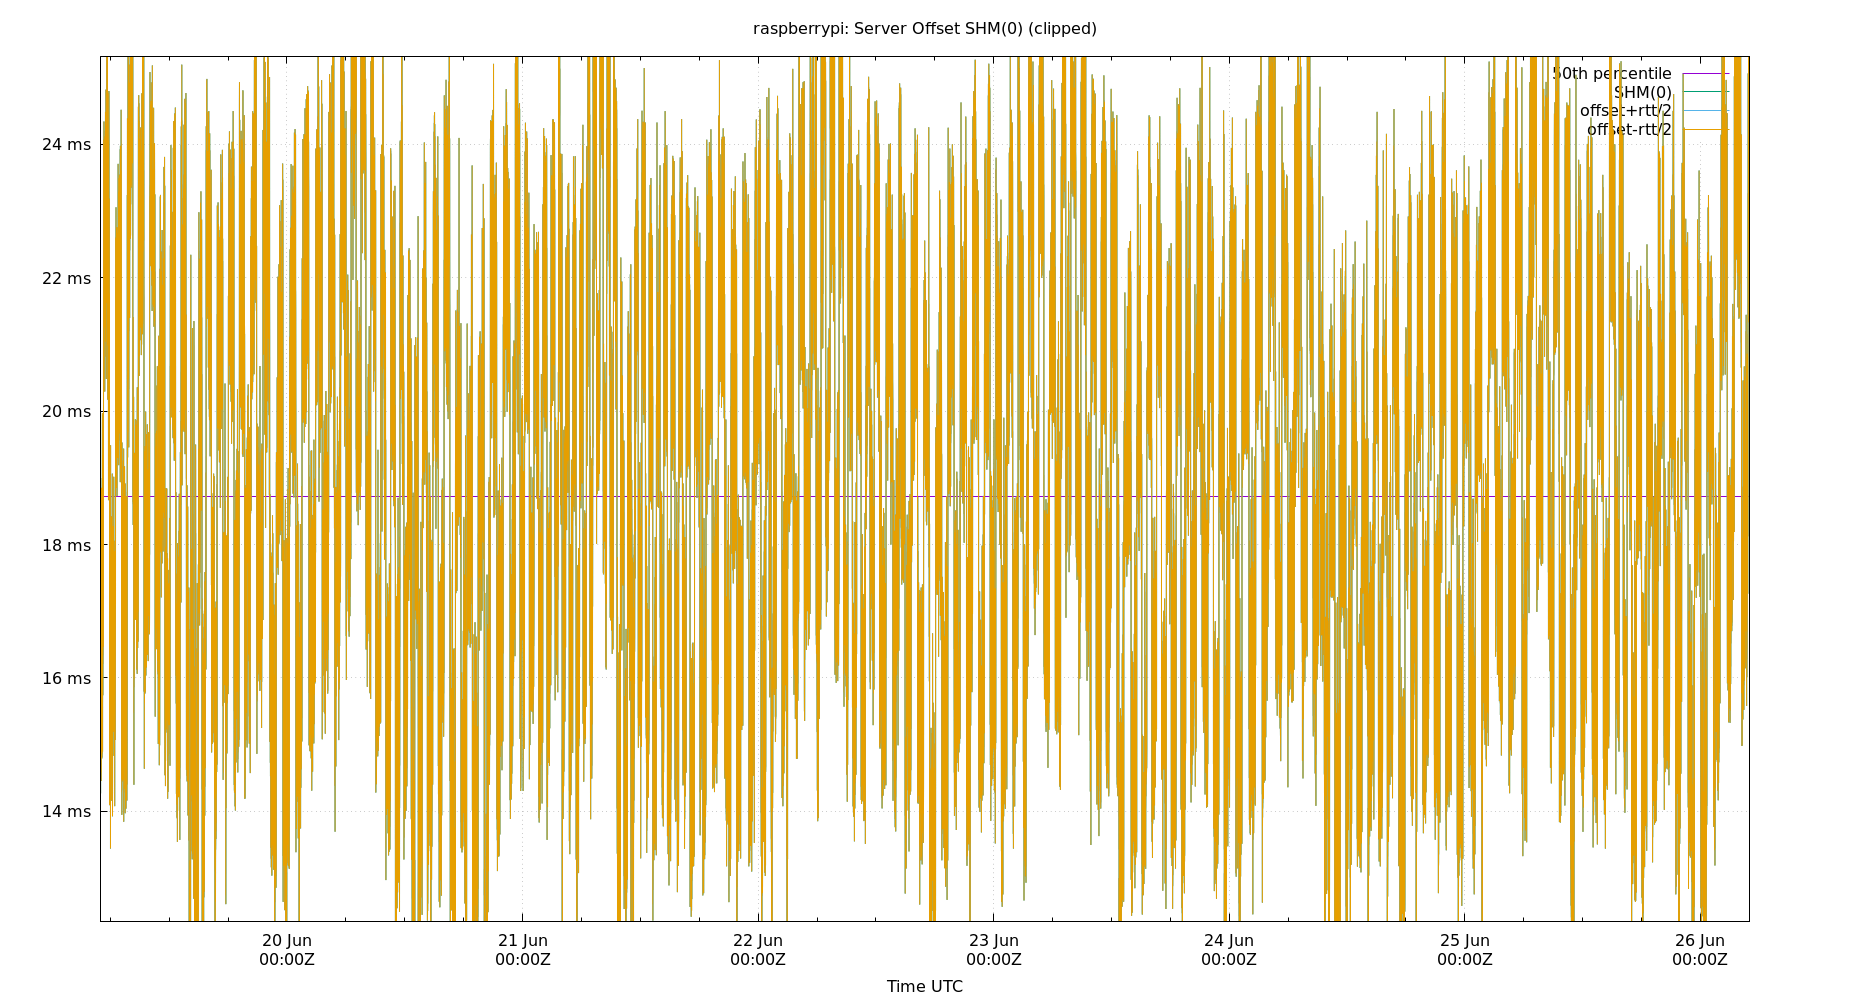 raspberrypi: Server Offset SHM(0) (clipped)
50th percentile
SHM(0)
offset+rtt/2
offset-rtt/2
24 ms
22 ms
20 ms
18 ms
16 ms
14 ms
20 Jun 21 Jun 22 Jun 23 Jun 24 Jun 25 Jun 26 Jun
00:00Z 00:00Z 00:00Z 00:00Z 00:00Z 00:00Z 00:00Z
Time UTC